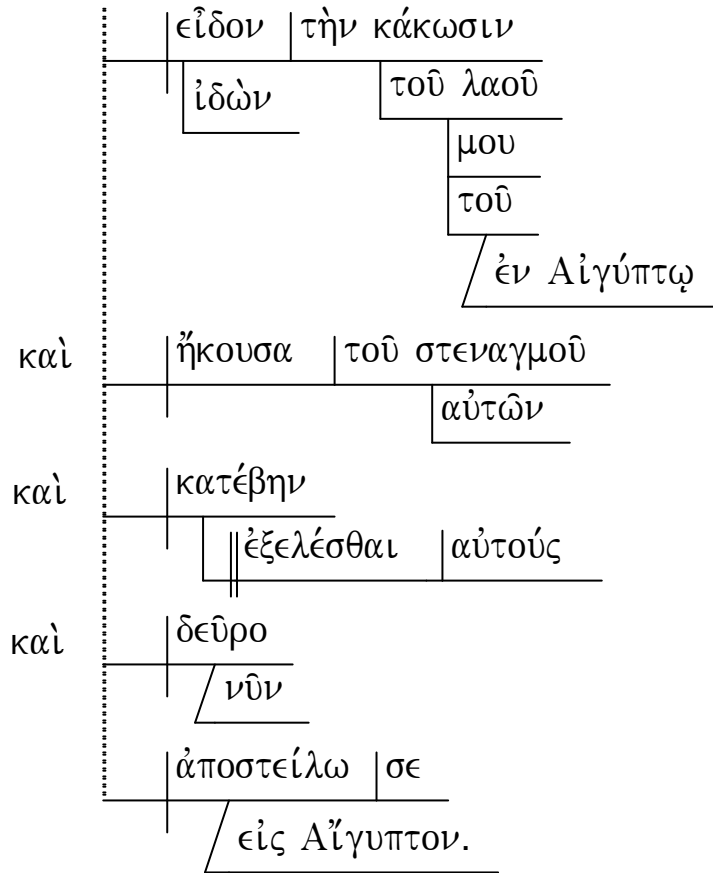 εἶδον τὴν κάκωσιν
ἰδὼν τοῦ λαοῦ
μου
τοῦ
ἐν Αἰγύπτῳ
καὶ ἤκουσα τοῦ στεναγμοῦ
αὐτῶν
καὶ κατέβην
ἐξελέσθαι αὐτούς
καὶ δεῦρο
νῦν
ἀποστείλω σε
εἰς Αἴγυπτον.